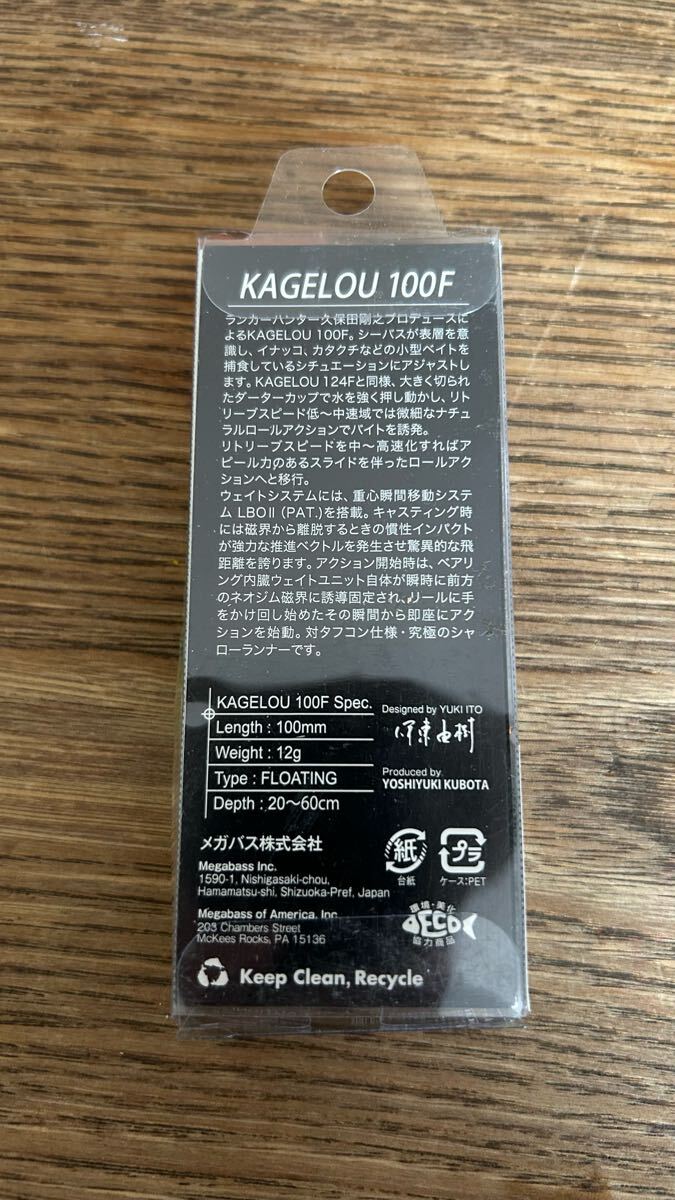 KAGELOU 100F
ランカーハンター久保田剛之プロデュースに
よるKAGELOU 100F。シーバスが表層を意
識し、イナッコ、カタクチなどの小型ベイトを
捕食しているシチュエーションにアジャストし
ます。KAGELOU 124Fと同様、大きく切られ
たダーターカップで水を強く押し動かし、リト
リーブスピード低〜中速域では微細なナチュ
ラルロールアクションでバイトを誘発。
リトリーブスピードを中〜高速化すればア
ピール力のあるスライドを伴ったロールアク
ションへと移行。
ウェイトシステムには、重心瞬間移動システ
ム LBOⅡ (PAT.)を搭載。キャスティング時
には磁界から離脱するときの慣性インパクト
が強力な推進ベクトルを発生させ驚異的な飛
距離を誇ります。アクション開始時は、ベアリ
ング内臓ウェイトユニット自体が瞬時に前方
のネオジム磁界に誘導固定され、リールに手
をかけ回し始めたその瞬間から即座にアク
ションを始動。対タフコン仕様・究極のシャ
ローランナーです。
KAGELOU 100F Spec.
Length : 100mm
Weight : 12g
Type : FLOATING
Depth : 20〜60cm
Designed by YUKI ITO
伊東由樹
Produced by
YOSHIYUKI KUBOTA
メガバス株式会社
Megabass Inc.
1590-1, Nishigasaki-chou,
Hamamatsu-shi, Shizuoka-Pref, Japan
Megabass of America, Inc.
203 Chambers Street
McKees Rocks, PA 15136
紙
台紙
プラ
ケース:PET
環境・美化
ECO
協力商品
Keep Clean, Recycle